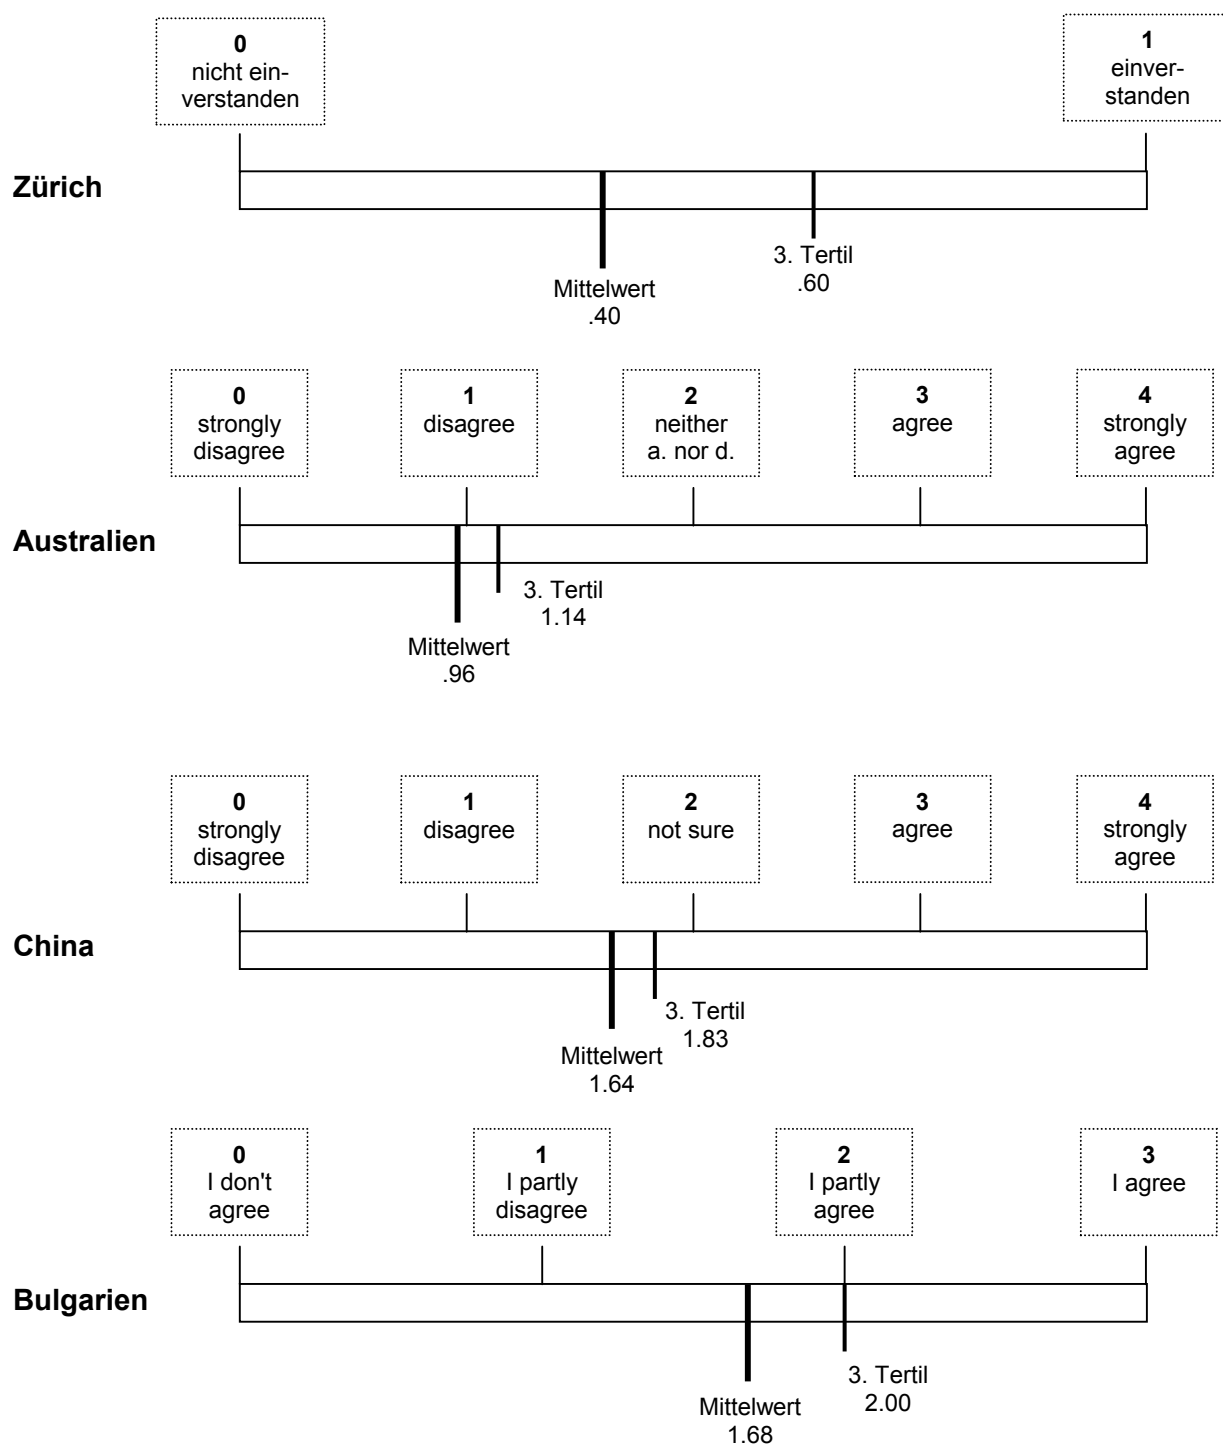 0
nicht ein-
verstanden
1
einver-
standen
Zürich
3. Tertil
.60
Mittelwert
.40
0
strongly
disagree
1
disagree
2
neither
a. nor d.
3
agree
4
strongly
agree
Australien
3. Tertil
1.14
Mittelwert
.96
0
strongly
disagree
1
disagree
2
not sure
3
agree
4
strongly
agree
China
3. Tertil
1.83
Mittelwert
1.64
0
I don't
agree
1
I partly
disagree
2
I partly
agree
3
I agree
Bulgarien
3. Tertil
2.00
Mittelwert
1.68